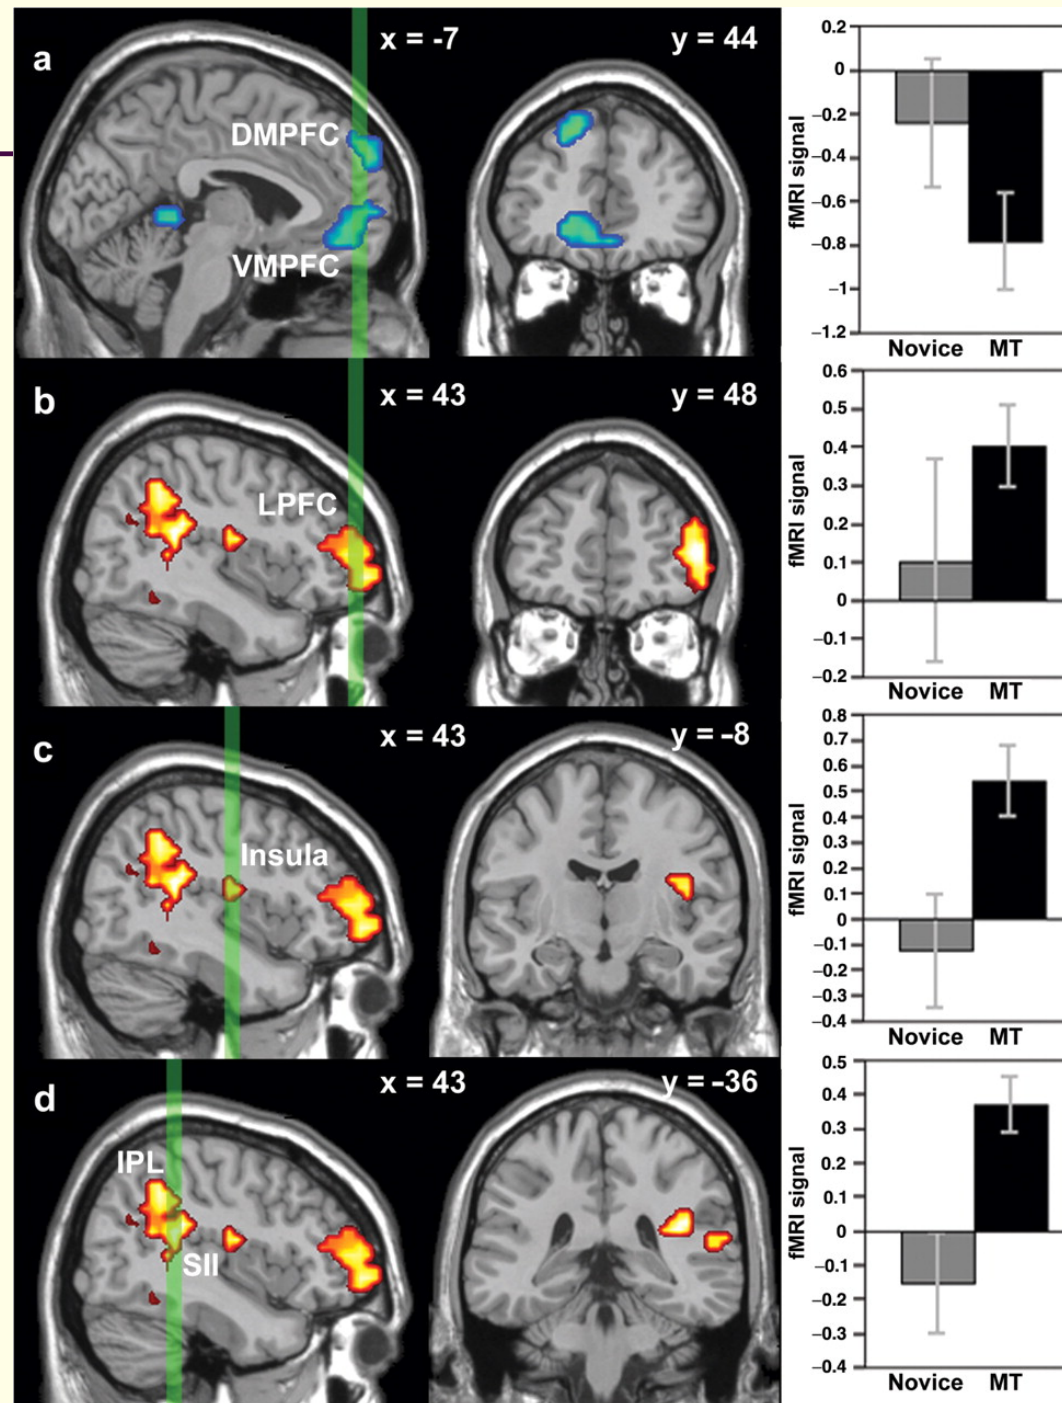 a
x = -7
y = 44
DMPFC
VMPFC
fMRI signal
0.2
0
−0.2
−0.4
−0.6
−0.8
−1
−1.2
Novice MT
b
x = 43
y = 48
LPFC
fMRI signal
0.6
0.5
0.4
0.3
0.2
0.1
0
−0.1
−0.2
Novice MT
c
x = 43
y = −8
Insula
fMRI signal
0.8
0.7
0.6
0.5
0.4
0.3
0.2
0.1
0
−0.1
−0.2
−0.3
−0.4
Novice MT
d
x = 43
y = −36
IPL
SII
fMRI signal
0.5
0.4
0.3
0.2
0.1
0
−0.1
−0.2
−0.3
−0.4
Novice MT